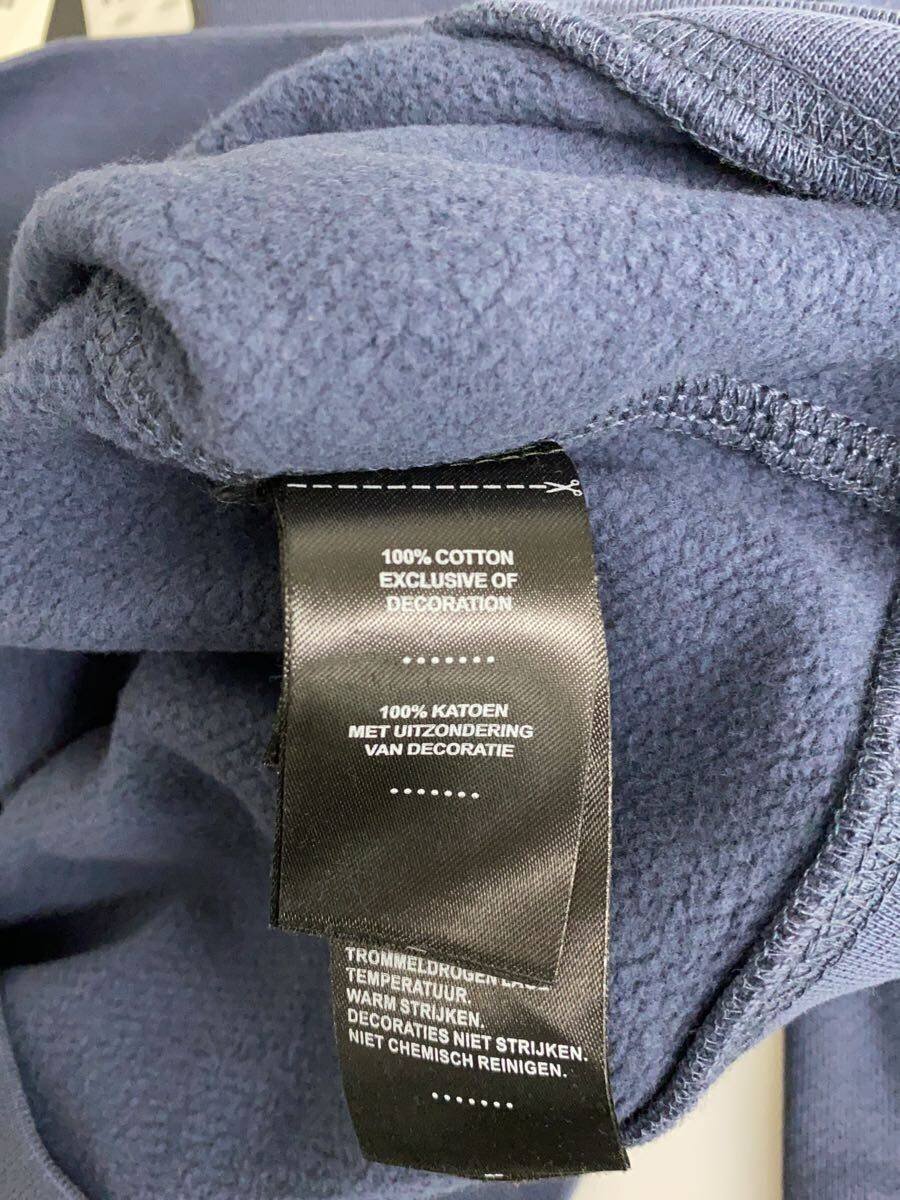 100% COTTON
EXCLUSIVE OF
DECORATION
100% KATOEN
MET UITZONDERING
VAN DECORATIE
TROMMELDROGEN
TEMPERATUUR.
WARM STRIJKEN.
DECORATIES NIET STRIJKEN.
NIET CHEMISCH REINIGEN.